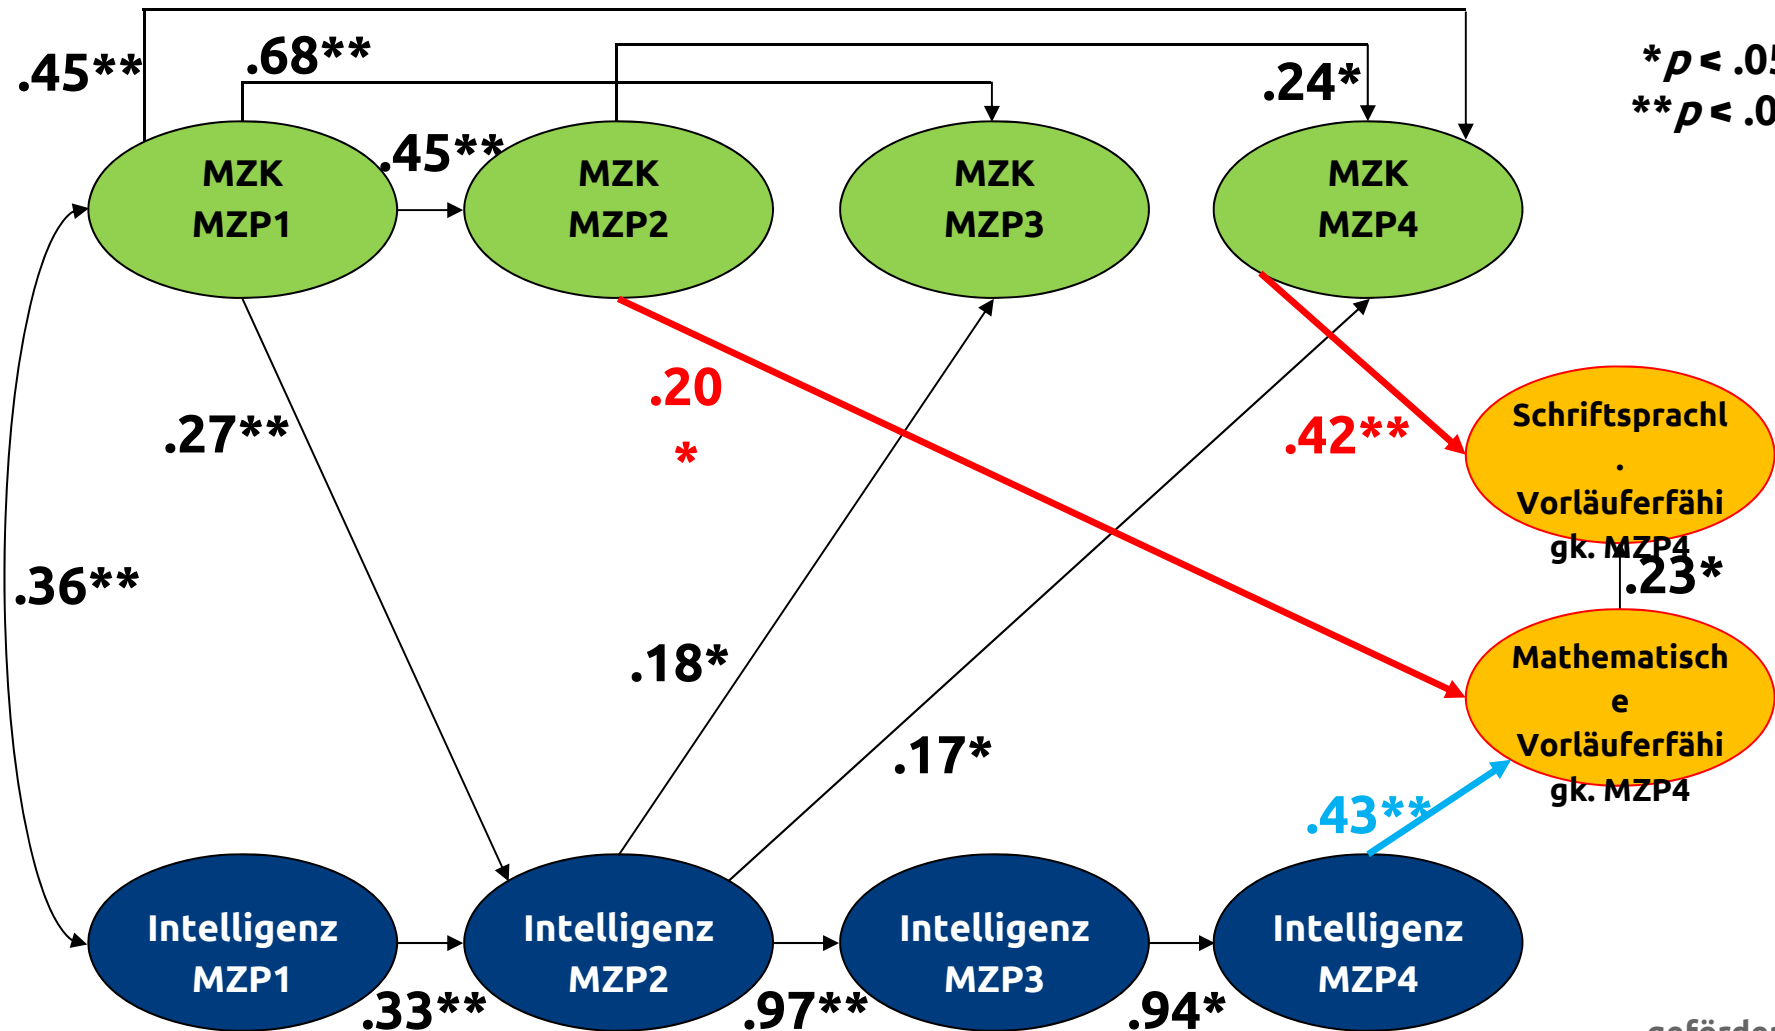 .45**
.68**
.24*
*p < .05
**p < .0
.45**
MZK
MZP1
MZK
MZP2
MZK
MZP3
MZK
MZP4
.27**
.20
*
.42**
Schriftsprachl
.
Vorläuferfähi
gk. MZP4
.23*
.36**
.18*
.17*
Mathematisch
e
Vorläuferfähi
gk. MZP4
.43**
Intelligenz
MZP1
Intelligenz
MZP2
Intelligenz
MZP3
Intelligenz
MZP4
.33**
.97**
.94*